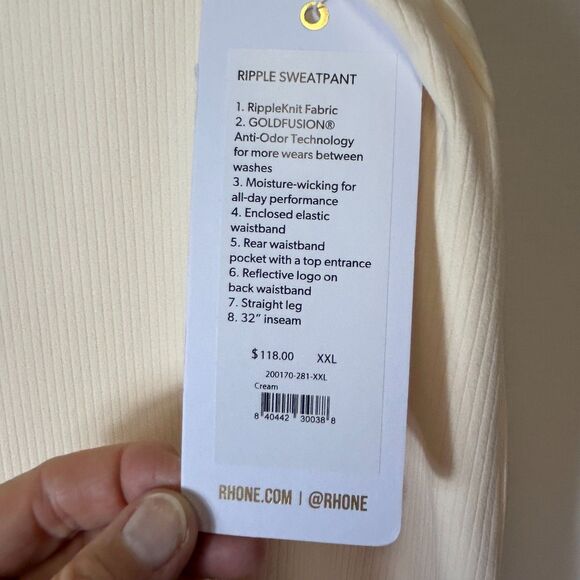 RIPPLE SWEATPANT
1. RippleKnit Fabric
2. GOLDFUSION®
Anti-Odor Technology
for more wears between
washes
3. Moisture-wicking for
all-day performance
4. Enclosed elastic
waistband
5. Rear waistband
pocket with a top entrance
6. Reflective logo on
back waistband
7. Straight leg
8. 32" inseam
$118.00 XXL
200170-281-XXL
Cream
8 40442 30038 8
RHONE.COM | @RHONE